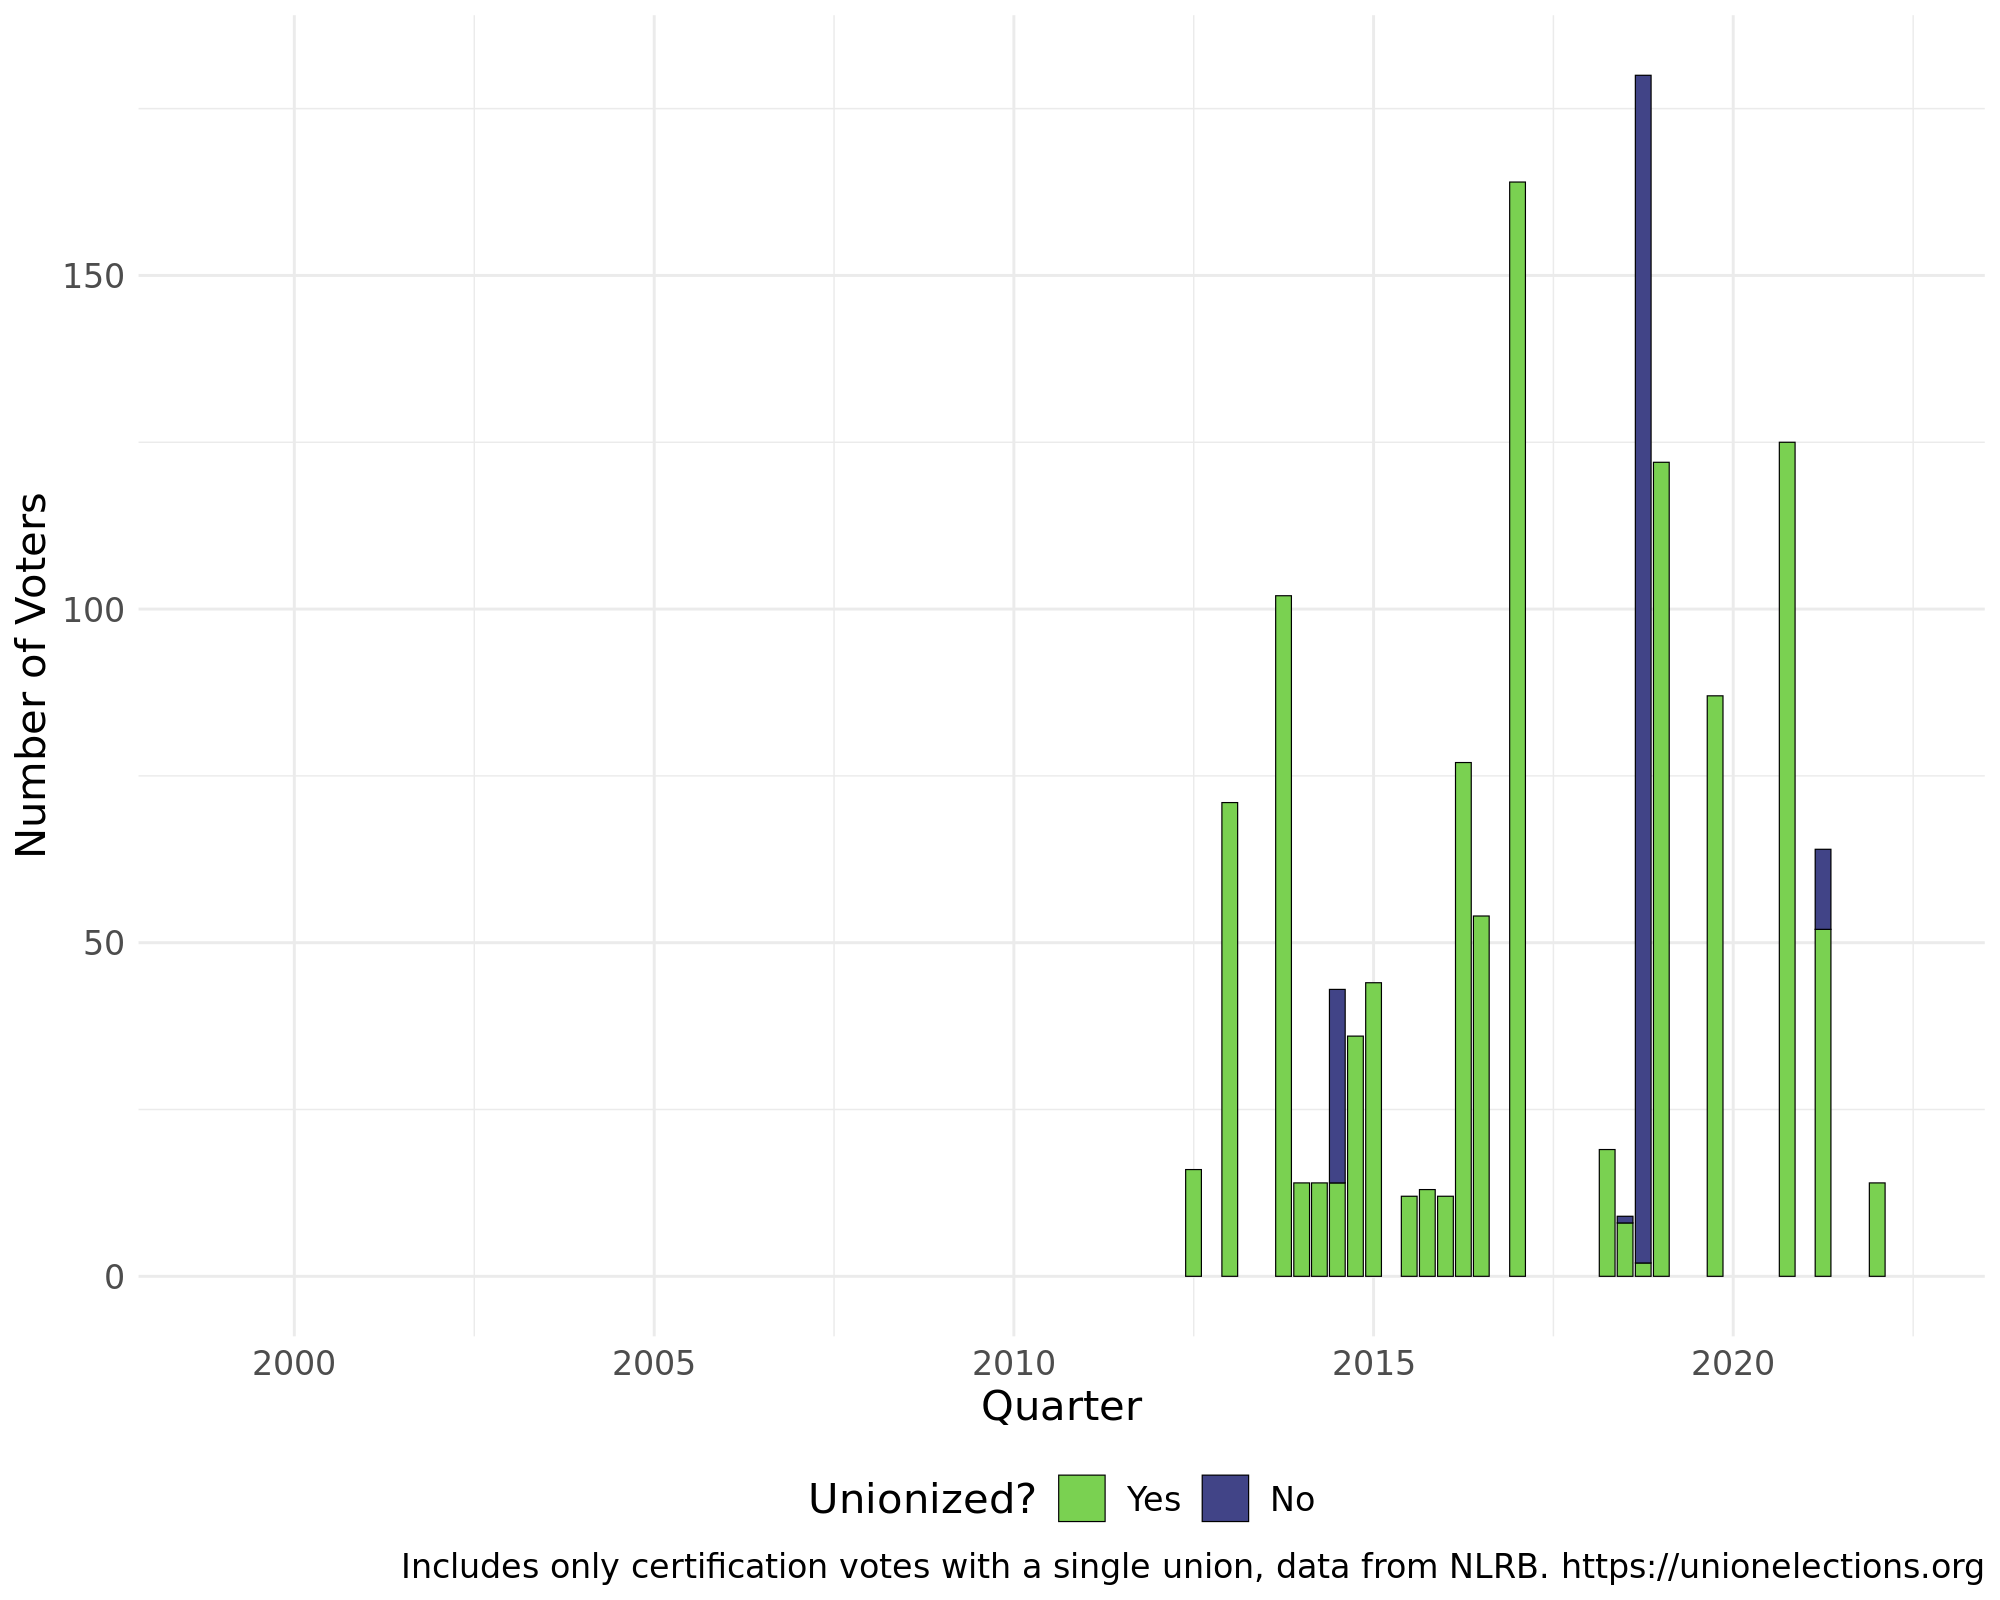 Number of Voters
150
100
50
0
2000 2005 2010 2015 2020
Quarter
Unionized? Yes No
Includes only certification votes with a single union, data from NLRB. https://unionelections.org